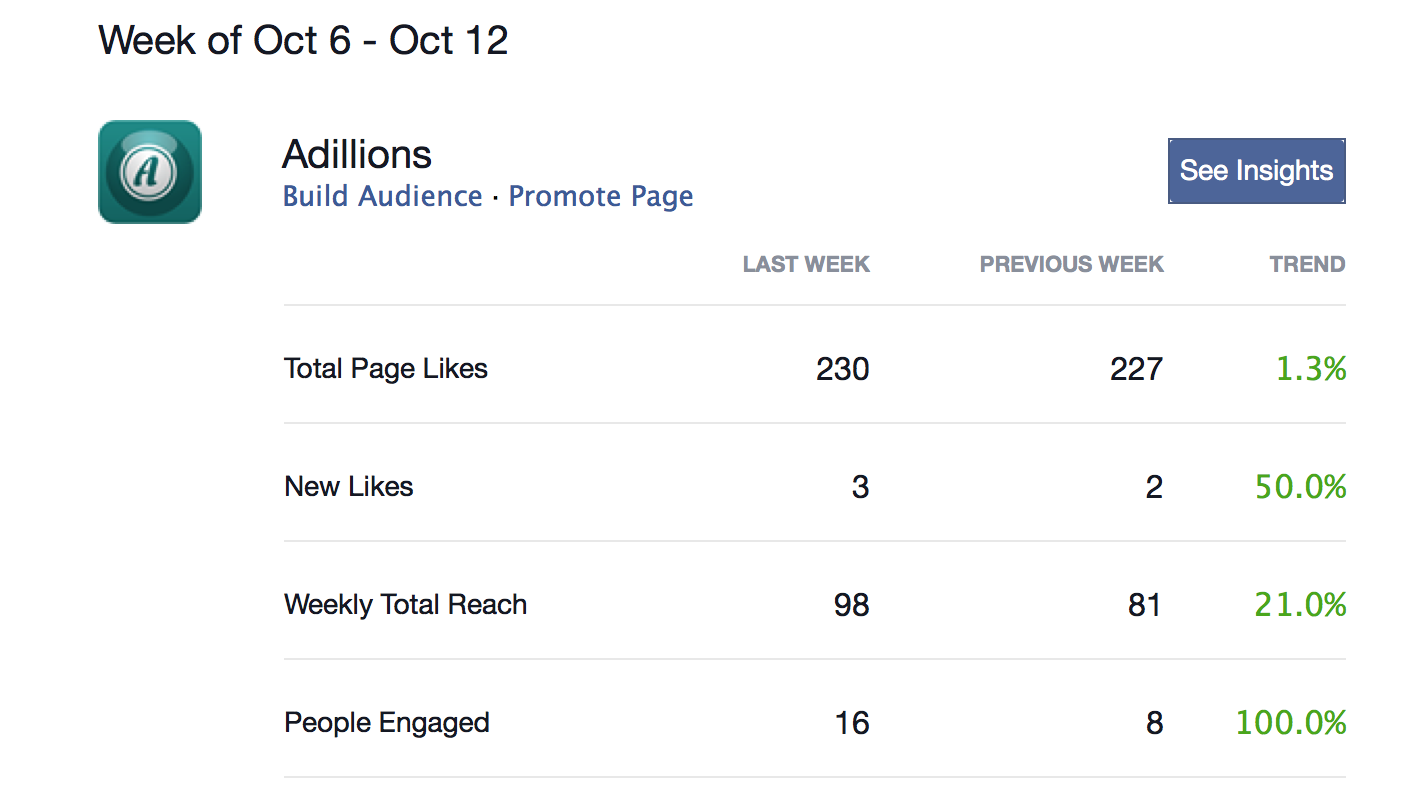 Week of Oct 6 - Oct 12
A
Adillions
See Insights
Build Audience · Promote Page
LAST WEEK PREVIOUS WEEK TREND
Total Page Likes 230 227 1.3%
New Likes 3 2 50.0%
Weekly Total Reach 98 81 21.0%
People Engaged 16 8 100.0%